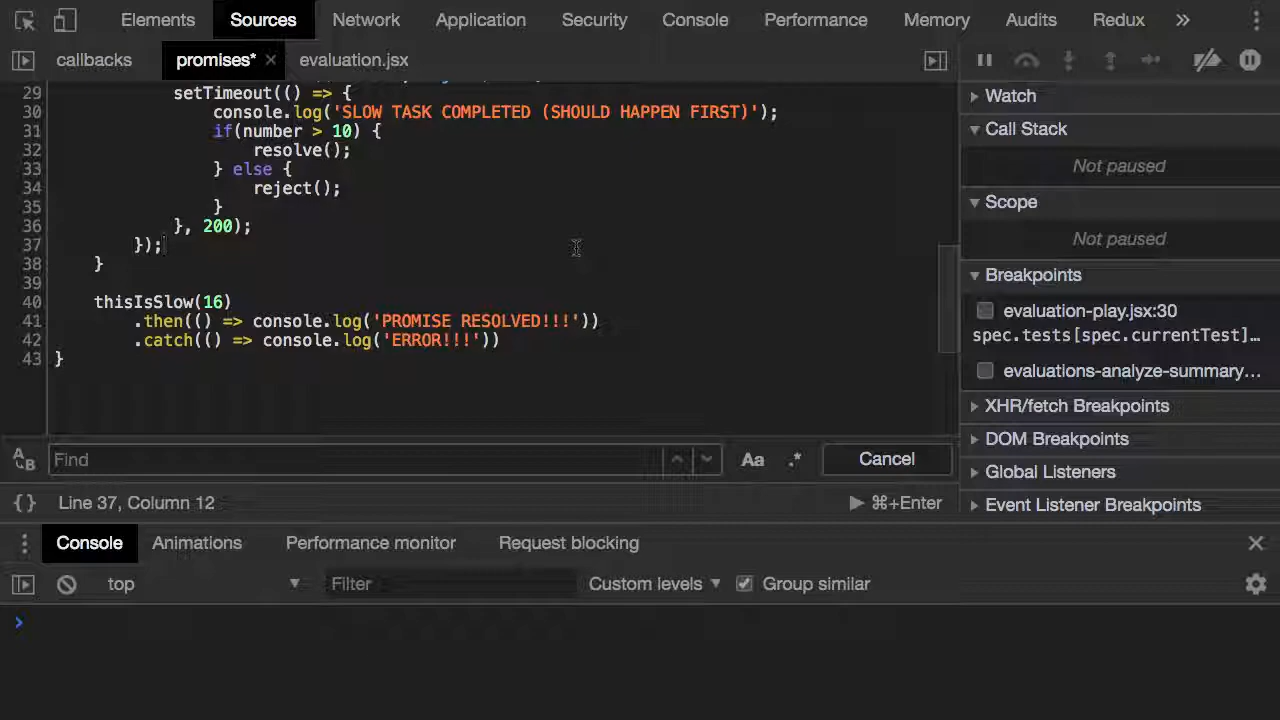 Elements Sources Network Application Security Console Performance Memory Audits Redux »
callbacks promises* × evaluation.jsx
29 setTimeout(() => {
30 console.log('SLOW TASK COMPLETED (SHOULD HAPPEN FIRST)');
31 if(number > 10) {
32 resolve();
33 } else {
34 reject();
35 }
36 }, 200);
37 });
38 }
39
40 thisIsSlow(16)
41 .then(() => console.log('PROMISE RESOLVED!!!'))
42 .catch(() => console.log('ERROR!!!'))
43 }
Watch
Call Stack
Not paused
Scope
Not paused
Breakpoints
evaluation-play.jsx:30
spec.tests[spec.currentTest]…
evaluations-analyze-summary…
XHR/fetch Breakpoints
DOM Breakpoints
Global Listeners
Event Listener Breakpoints
Find Aa .* Cancel
{} Line 37, Column 12 ⌘+Enter
Console Animations Performance monitor Request blocking ×
top Filter Custom levels Group similar